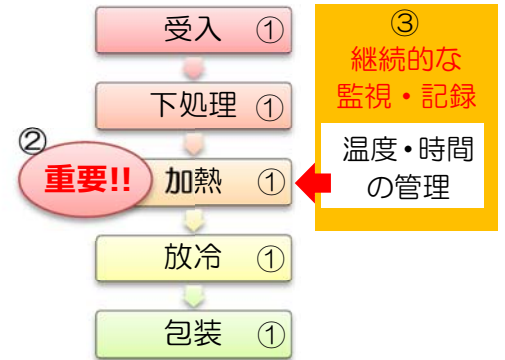 受入 ①
下処理 ①
②
重要!!
加熱 ①
放冷 ①
包装 ①
③
継続的な
監視・記録
温度・時間
の管理